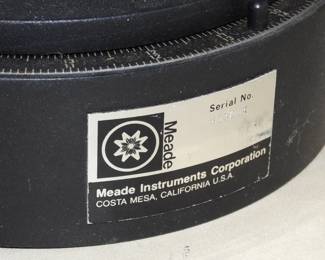 Serial No.
Meade
Meade Instruments Corporation
COSTA MESA, CALIFORNIA U.S.A.